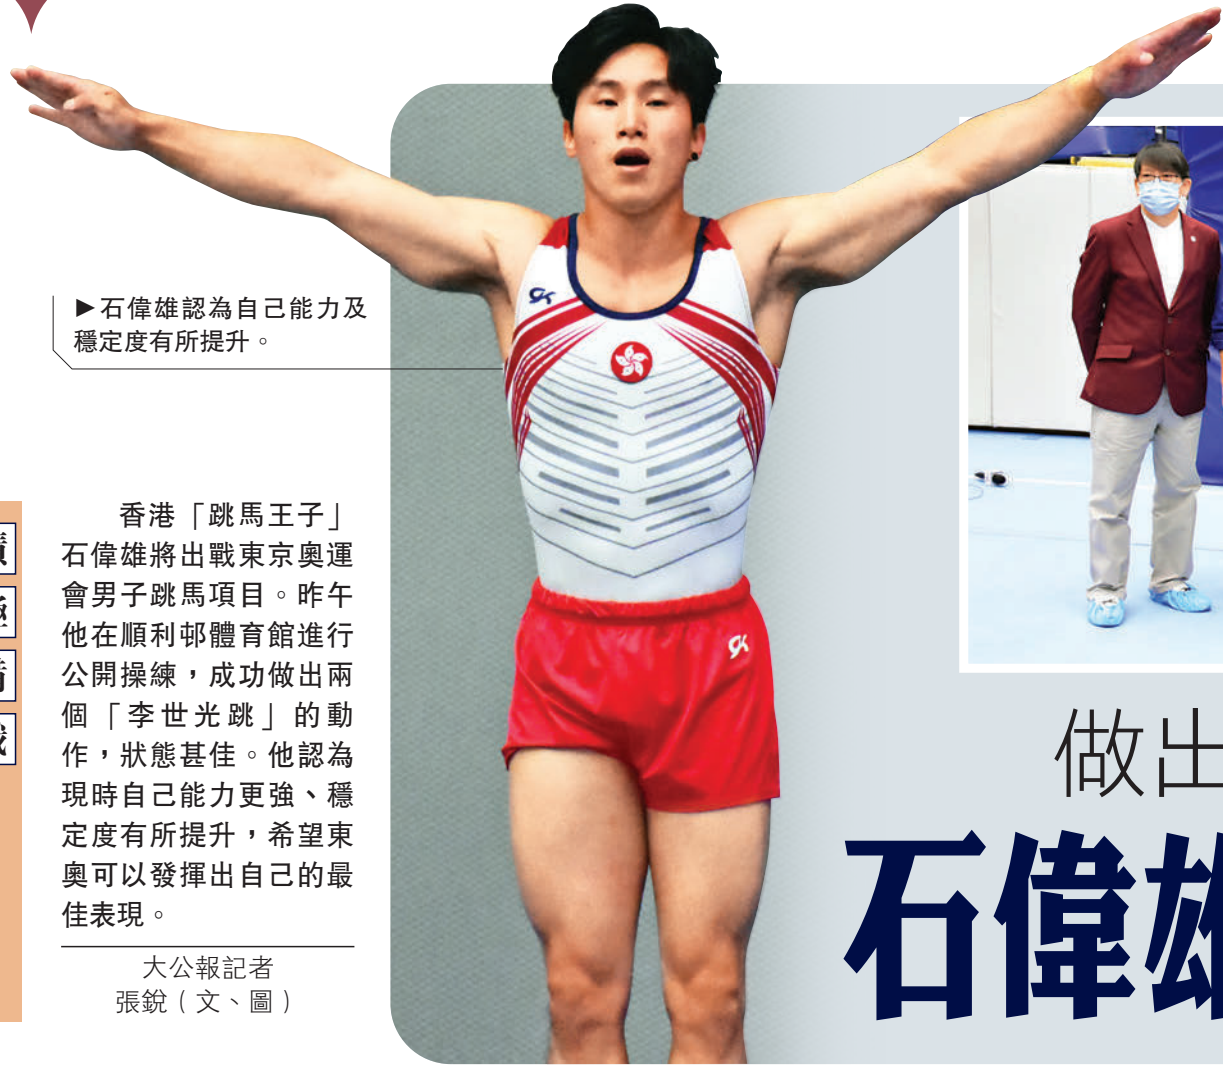 ▶石偉雄認為自己能力及
穩定度有所提升。
香港「跳馬王子」
石偉雄將出戰東京奧運
會男子跳馬項目。昨午
他在順利邨體育館進行
公開操練，成功做出兩
個「李世光跳」的動
作，狀態甚佳。他認為
現時自己能力更強、穩
定度有所提升，希望東
奧可以發揮出自己的最
佳表現。
大公報記者
張銳（文、圖）
做出
石偉雄
GK
GK